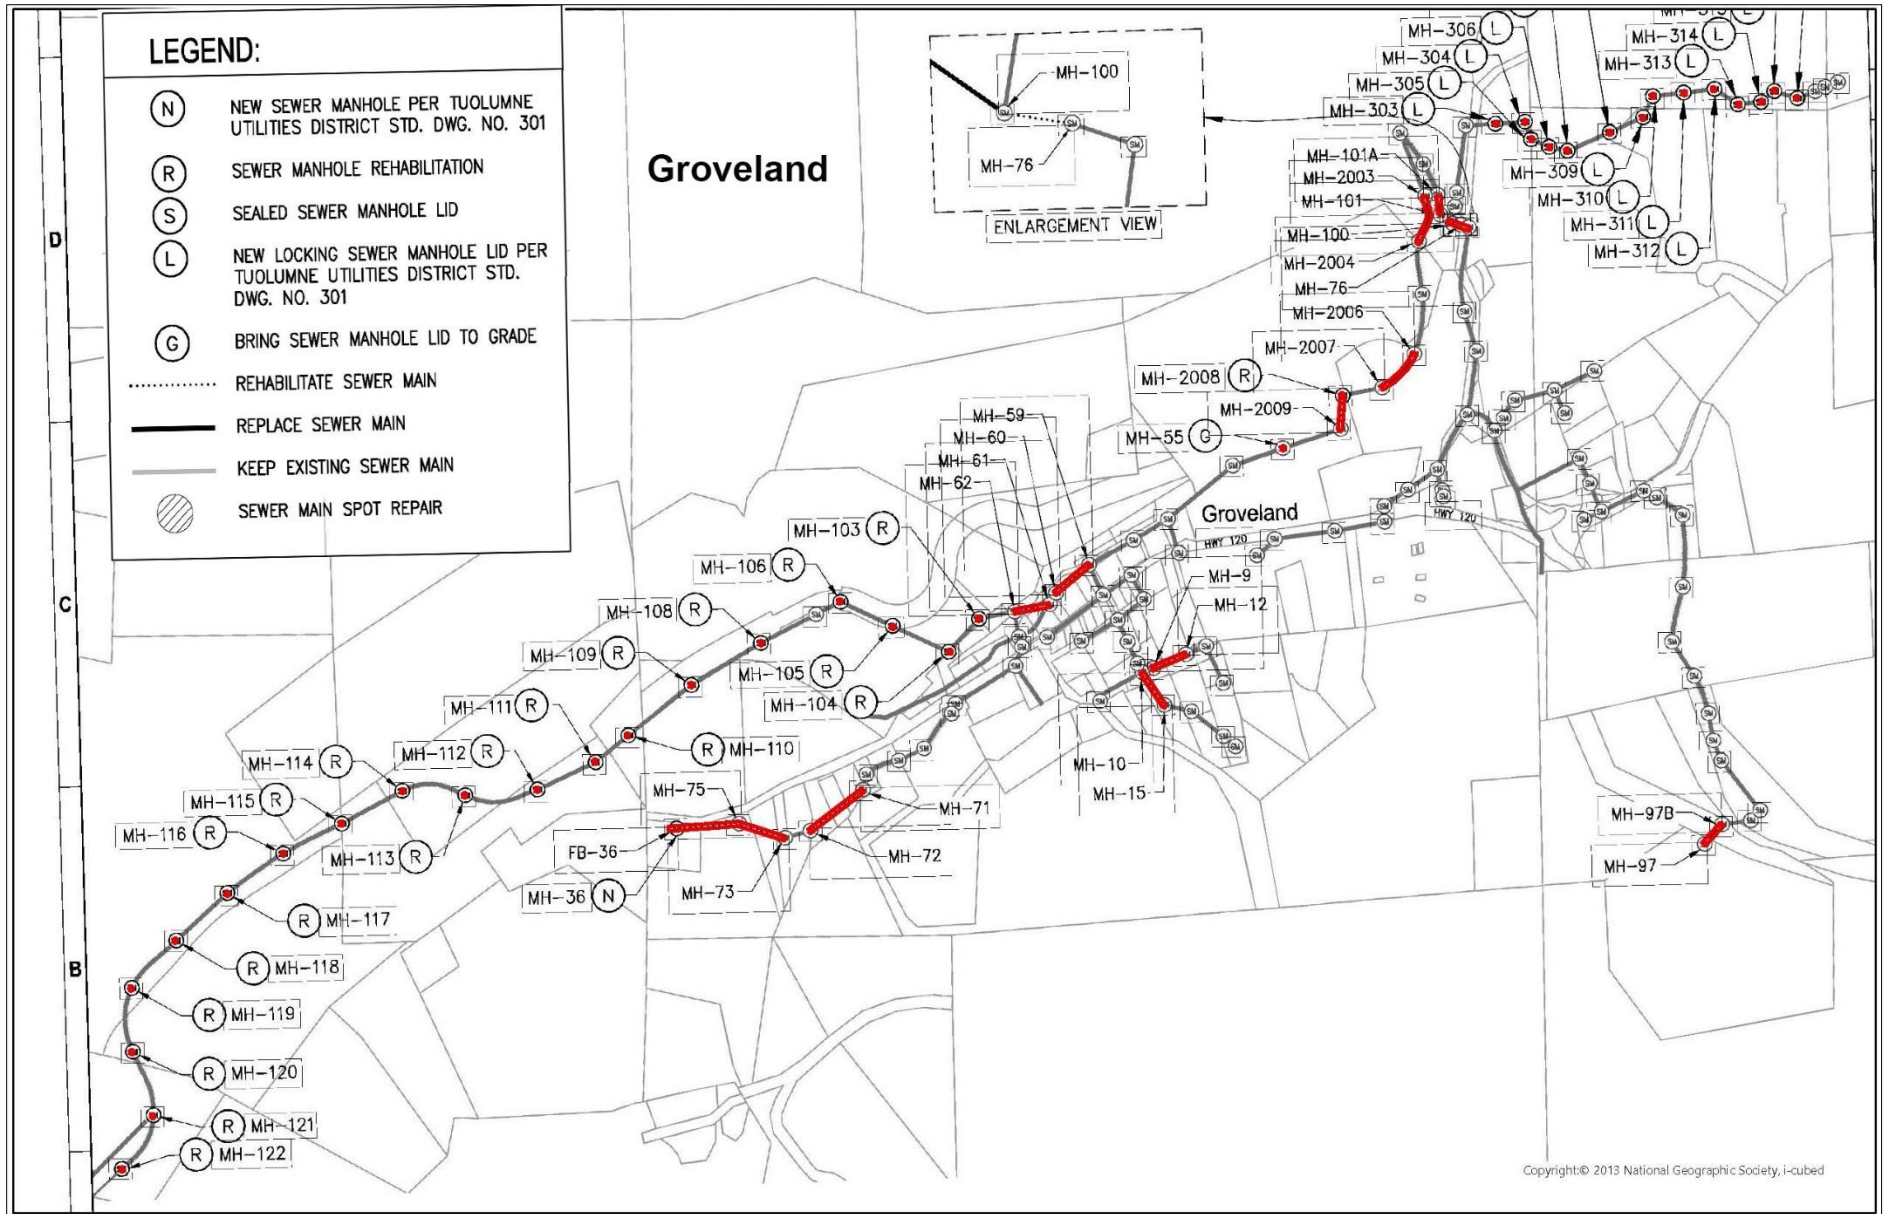 LEGEND:
N
NEW SEWER MANHOLE PER TUOLUMNE
UTILITIES DISTRICT STD. DWG. NO. 301
R
SEWER MANHOLE REHABILITATION
S
SEALED SEWER MANHOLE LID
L
NEW LOCKING SEWER MANHOLE LID PER
TUOLUMNE UTILITIES DISTRICT STD.
DWG. NO. 301
G
BRING SEWER MANHOLE LID TO GRADE
REHABILITATE SEWER MAIN
REPLACE SEWER MAIN
KEEP EXISTING SEWER MAIN
SEWER MAIN SPOT REPAIR
D
C
B
Groveland
MH-100
SM
SM
SM
MH-76
ENLARGEMENT VIEW
MH-306 L
MH-304 L
MH-305 L
MH-303 L
MH-314 L
MH-313 L
MH-101A
MH-2003
MH-101
MH-100
MH-2004
MH-76
MH-2006
MH-2007
MH-309 L
MH-310 L
MH-311 L
MH-312 L
MH-2008 R
MH-2009
MH-55 G
MH-59
MH-60
MH-61
MH-62
Groveland
HWY 120
HWY 120
MH-103 R
MH-106 R
MH-108 R
MH-109 R
MH-105 R
MH-104 R
MH-9
MH-12
MH-10
MH-15
MH-111 R
R MH-110
MH-112 R
MH-114 R
MH-115 R
MH-116 R
MH-113 R
MH-75
FB-36
MH-36 N
MH-73
MH-71
MH-72
MH-97B
MH-97
R MH-117
R MH-118
R MH-119
R MH-120
R MH-121
R MH-122
Copyright:© 2013 National Geographic Society, i-cubed